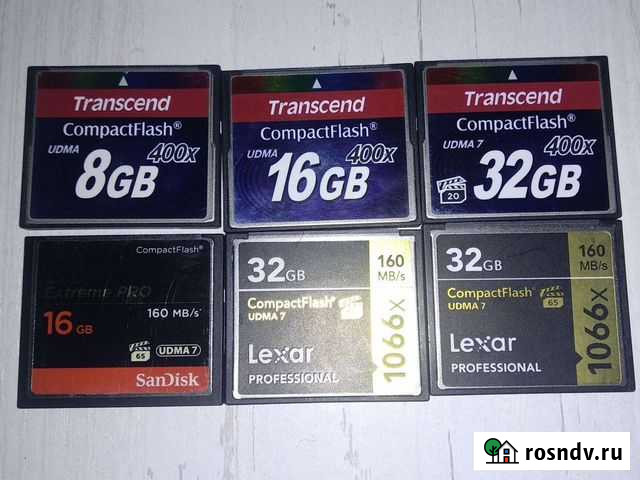 Transcend
CompactFlash®
UDMA 400x
8GB
Transcend
CompactFlash®
UDMA 400x
16GB
Transcend
CompactFlash®
UDMA 7 400x
20 32GB
CompactFlash®
Extreme PRO
16 GB 160 MB/s
65 UDMA 7
SanDisk
32GB 160 MB/s
CompactFlash®
UDMA 7
1066x
Lexar
PROFESSIONAL
32GB 160 MB/s
CompactFlash®
UDMA 7 65
1066x
Lexar
PROFESSIONAL
rosndv.ru